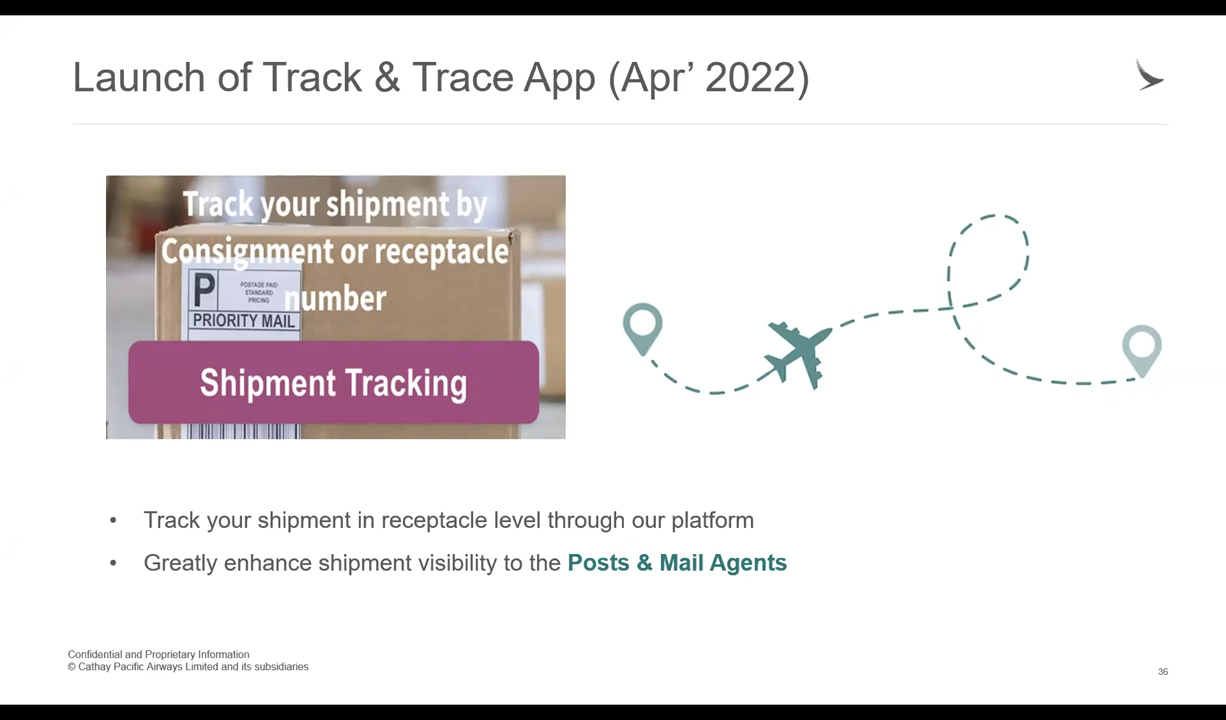 Launch of Track & Trace App (Apr’ 2022)
Track your shipment by
Consignment or receptacle
number
P
POSTAGE PAID
STANDARD
PRICING
PRIORITY MAIL
Shipment Tracking
• Track your shipment in receptacle level through our platform
• Greatly enhance shipment visibility to the Posts & Mail Agents
Confidential and Proprietary Information
© Cathay Pacific Airways Limited and its subsidiaries
36